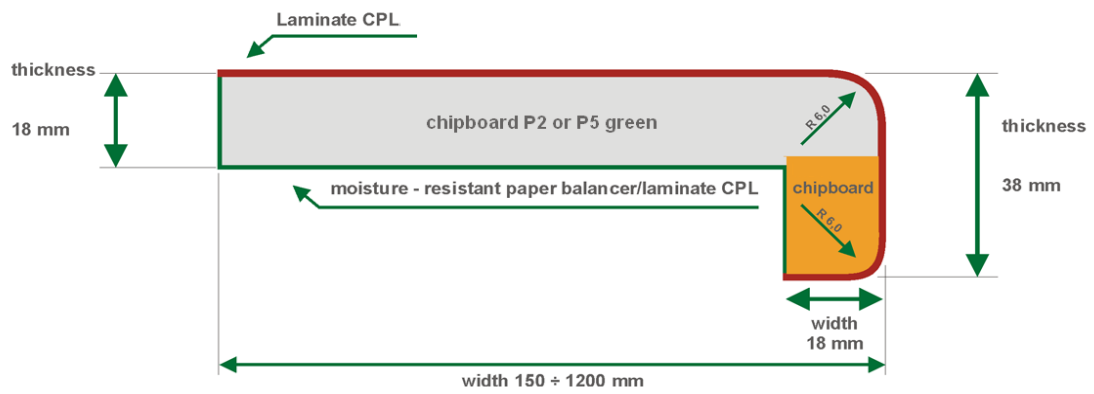 Laminate CPL
thickness
18 mm
chipboard P2 or P5 green
R 6,0
thickness
38 mm
moisture - resistant paper balancer/laminate CPL
chipboard
R 6,0
width
18 mm
width 150 ÷ 1200 mm